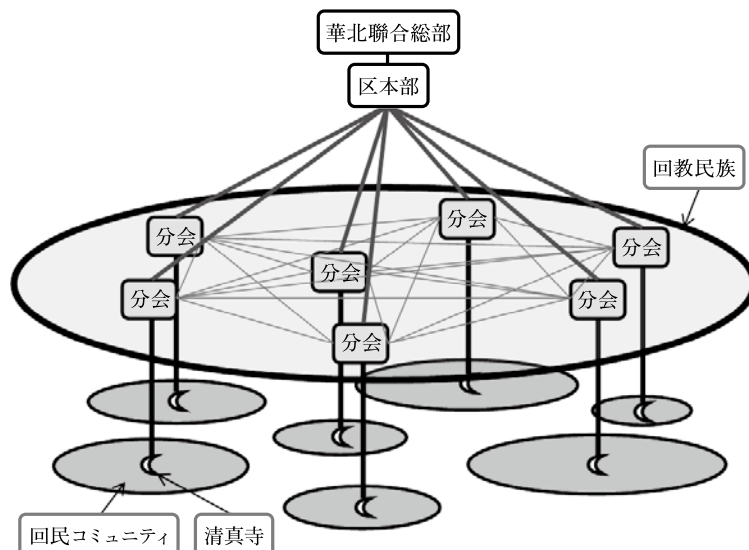 華北聯合総部
区本部
回教民族
分会
分会
分会
分会
分会
分会
分会
回民コミュニティ
清真寺